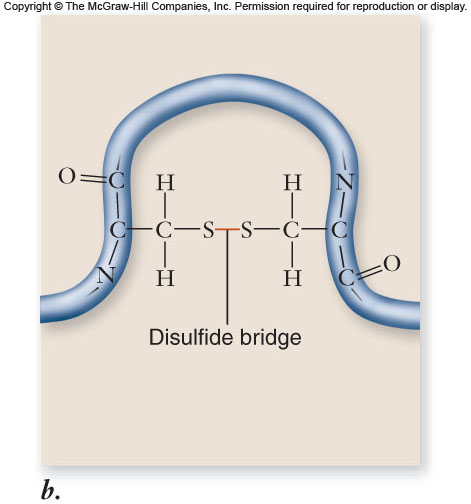 Copyright © The McGraw-Hill Companies, Inc. Permission required for reproduction or display.
O=C H H N
C—C—S—S—C—C
N H H C=O
Disulfide bridge
b.